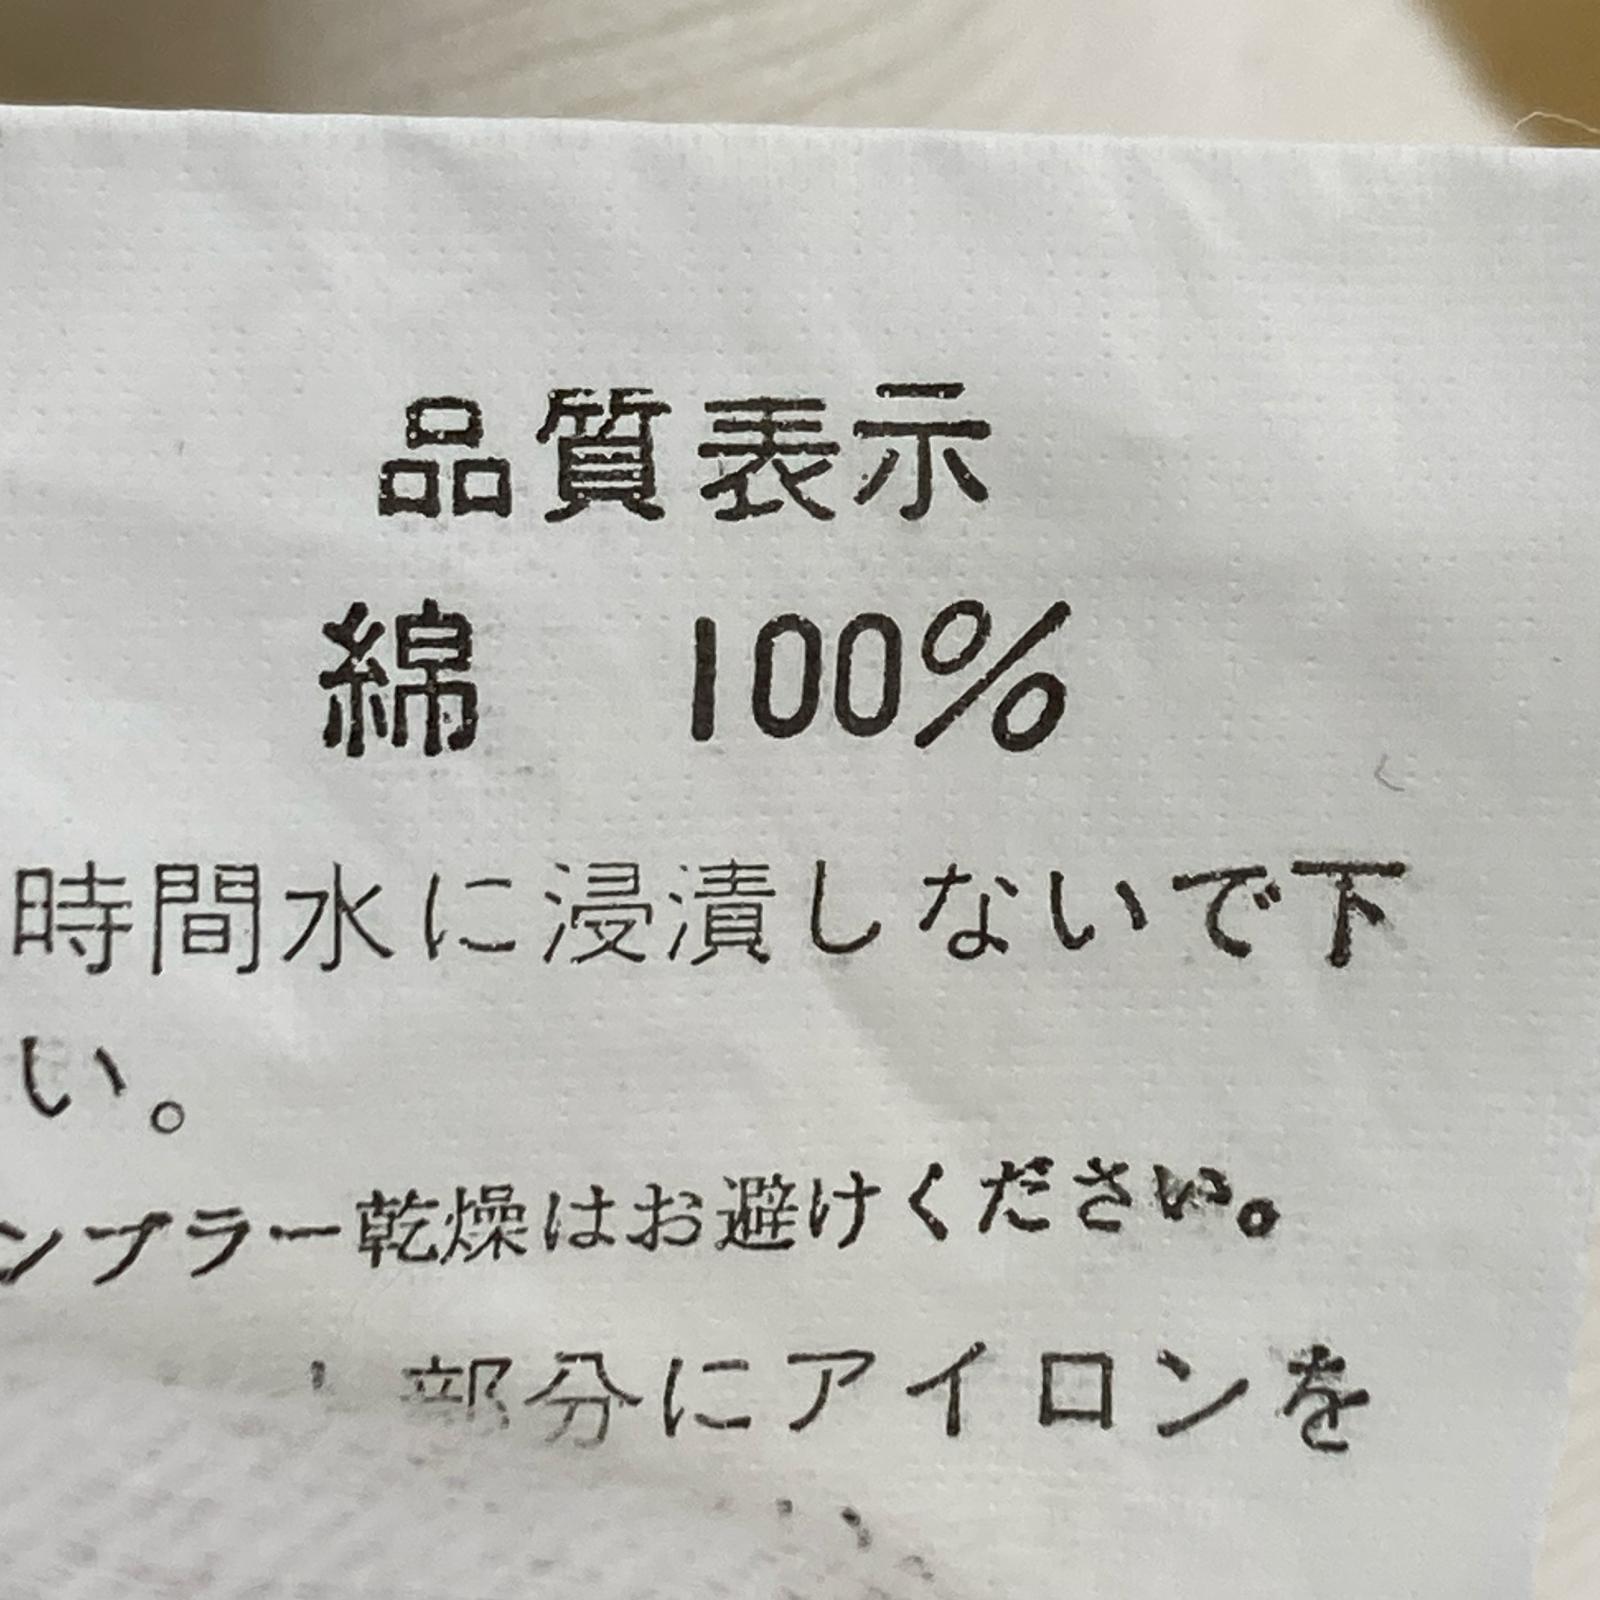 品質表示
綿 100%
時間水に浸漬しないで下
い。
ンブラー乾燥はお避けください。
部分にアイロンを